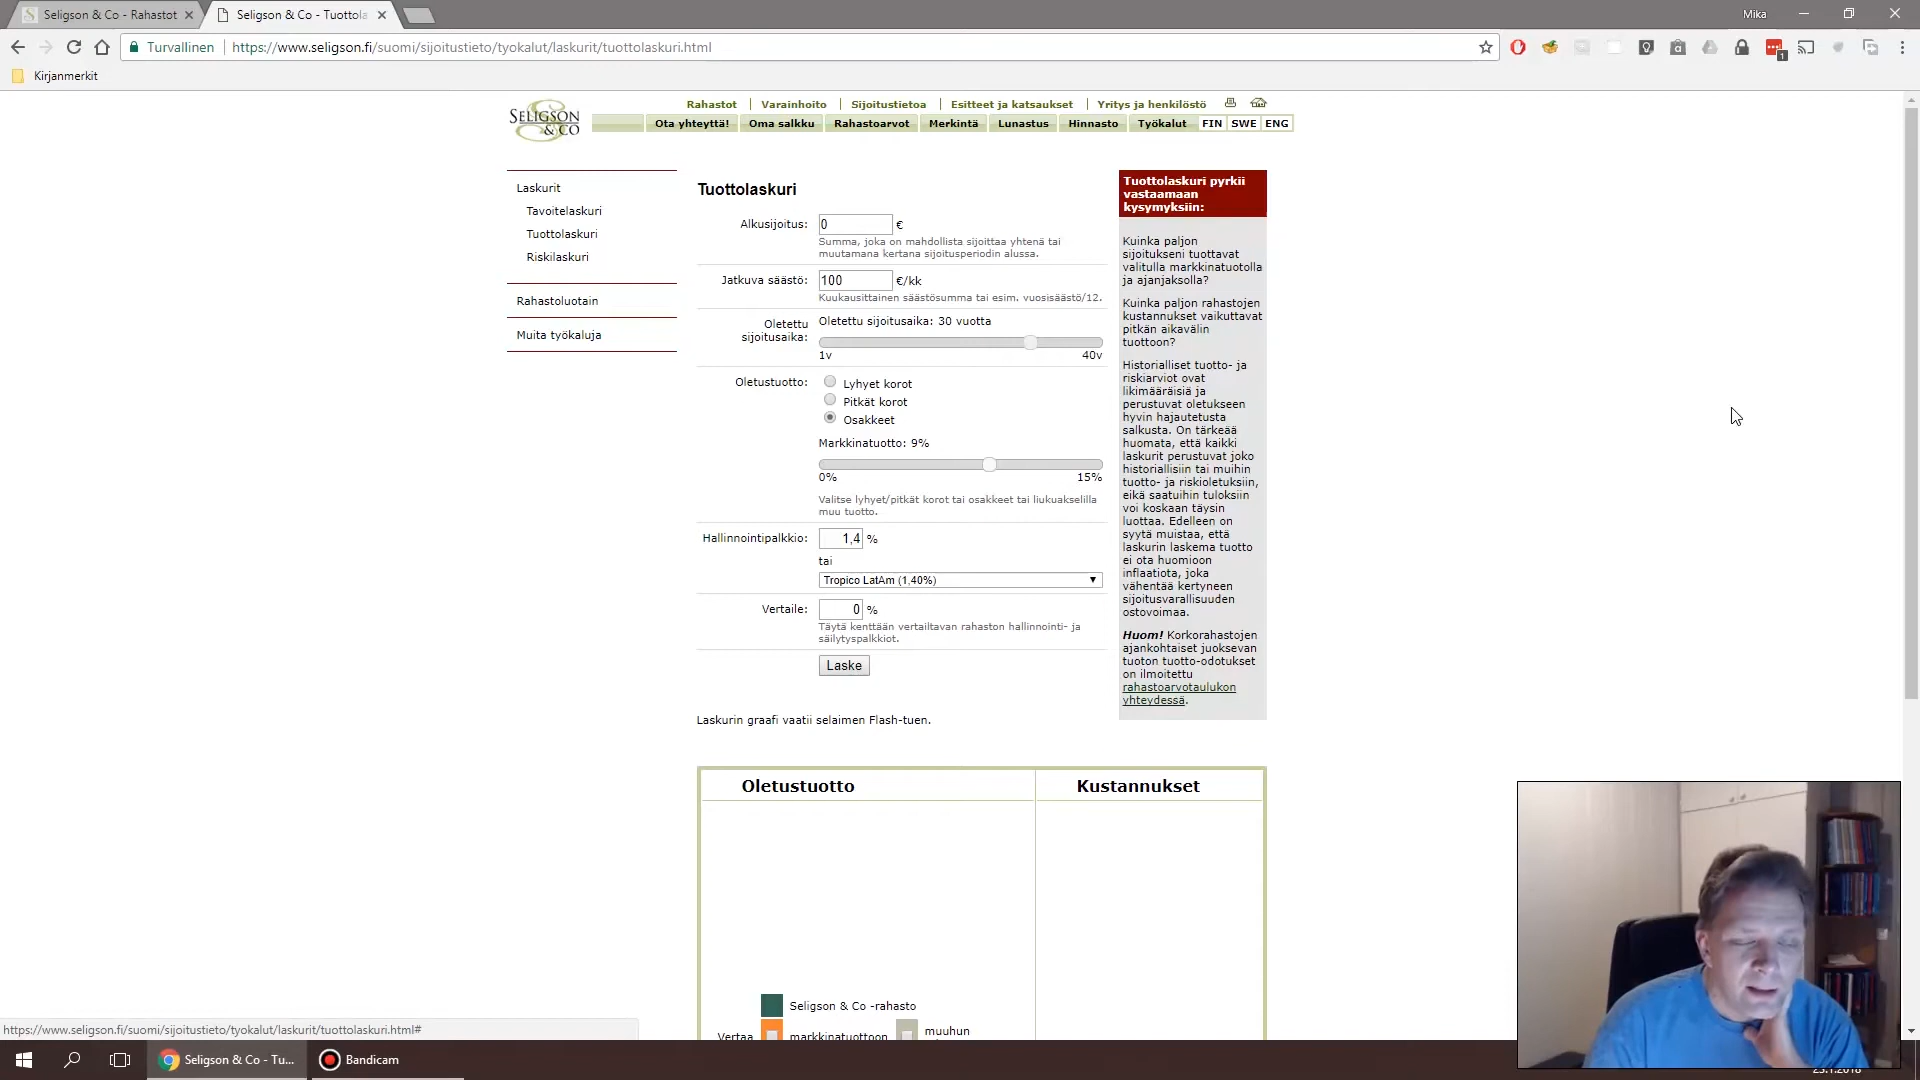 Seligson & Co - Rahastot
Seligson & Co - Tuottola
Mika
Turvallinen
https://www.seligson.fi/suomi/sijoitustieto/tyokalut/laskurit/tuottolaskuri.html
1
Kirjanmerkit
SELIGSON
& CO
Rahastot
Varainhoito
Sijoitustietoa
Esitteet ja katsaukset
Yritys ja henkilöstö
Ota yhteyttä!
Oma salkku
Rahastoarvot
Merkintä
Lunastus
Hinnasto
Työkalut
FIN
SWE
ENG
Laskurit
Tavoitelaskuri
Tuottolaskuri
Riskilaskuri
Rahastoluotain
Muita työkaluja
Tuottolaskuri
Alkusijoitus:
0
€
Summa, joka on mahdollista sijoittaa yhtenä tai
muutamana kertana sijoitusperiodin alussa.
Jatkuva säästö:
100
€/kk
Kuukausittainen säästösumma tai esim. vuosisäästö/12.
Oletettu
sijoitusaika:
Oletettu sijoitusaika: 30 vuotta
1v
40v
Oletustuotto:
Lyhyet korot
Pitkät korot
Osakkeet
Markkinatuotto: 9%
0%
15%
Valitse lyhyet/pitkät korot tai osakkeet tai liukuakselilla
muu tuotto.
Hallinnointipalkkio:
1,4 %
tai
Tropico LatAm (1,40%)
Vertaile:
0 %
Täytä kenttään vertailtavan rahaston hallinnointi- ja
säilytyspalkkiot.
Laske
Laskurin graafi vaatii selaimen Flash-tuen.
Tuottolaskuri pyrkii
vastaamaan
kysymyksiin:
Kuinka paljon
sijoitukseni tuottavat
valitulla markkinatuotolla
ja ajanjaksolla?
Kuinka paljon rahastojen
kustannukset vaikuttavat
pitkän aikavälin
tuottoon?
Historialliset tuotto- ja
riskiarviot ovat
likimääräisiä ja
perustuvat oletukseen
hyvin hajautetusta
salkusta. On tärkeää
huomata, että kaikki
laskurit perustuvat joko
historiallisiin tai muihin
tuotto- ja riskioletuksiin,
eikä saatuihin tuloksiin
voi koskaan täysin
luottaa. Edelleen on
syytä muistaa, että
laskurin laskema tuotto
ei ota huomioon
inflaatiota, joka
vähentää kertyneen
sijoitusvarallisuuden
ostovoimaa.
Huom! Korkorahastojen
ajankohtaiset juoksevan
tuoton tuotto-odotukset
on ilmoitettu
rahastoarvotaulukon
yhteydessä.
Oletustuotto
Kustannukset
Seligson & Co -rahasto
Vertaa
markkinatuottoon
muuhun
https://www.seligson.fi/suomi/sijoitustieto/tyokalut/laskurit/tuottolaskuri.html#
Seligson & Co - Tu...
Bandicam